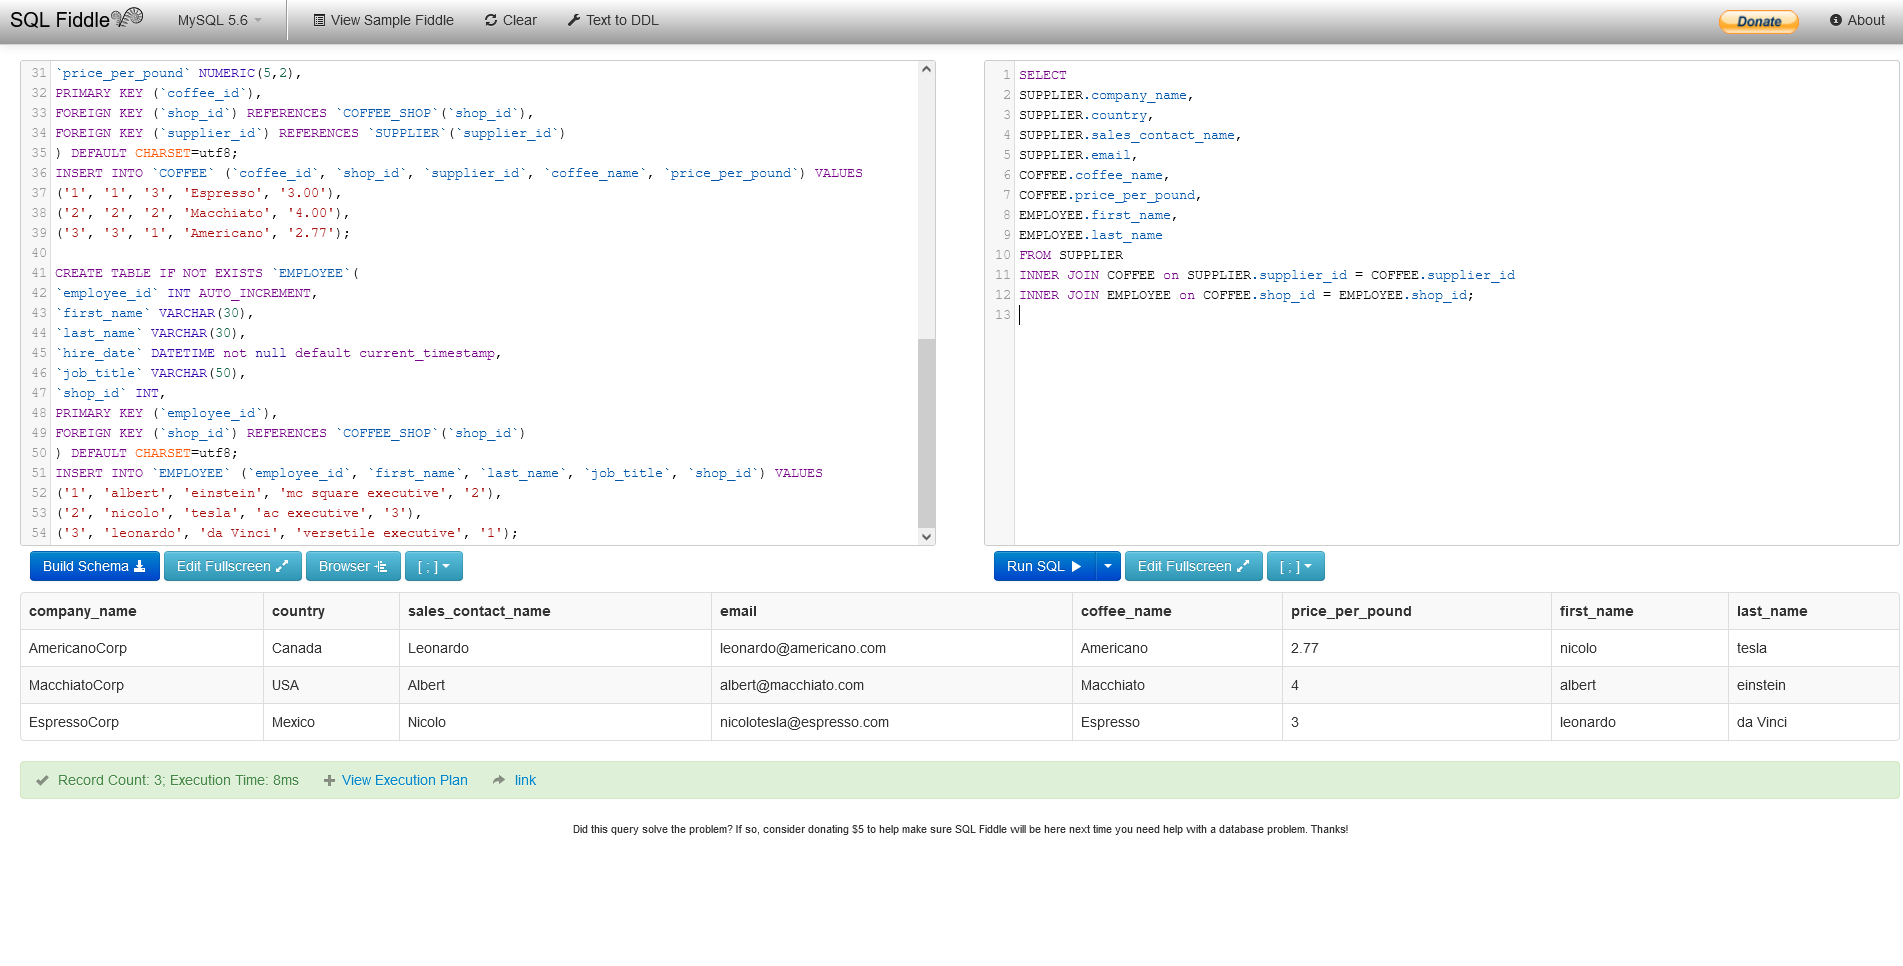 SQL Fiddle MySQL 5.6 View Sample Fiddle Clear Text to DDL Donate About
31 `price_per_pound` NUMERIC(5,2),
32 PRIMARY KEY (`coffee_id`),
33 FOREIGN KEY (`shop_id`) REFERENCES `COFFEE_SHOP`(`shop_id`),
34 FOREIGN KEY (`supplier_id`) REFERENCES `SUPPLIER`(`supplier_id`)
35 ) DEFAULT CHARSET=utf8;
36 INSERT INTO `COFFEE` (`coffee_id`, `shop_id`, `supplier_id`, `coffee_name`, `price_per_pound`) VALUES
37 ('1', '1', '3', 'Espresso', '3.00'),
38 ('2', '2', '2', 'Macchiato', '4.00'),
39 ('3', '3', '1', 'Americano', '2.77');
40
41 CREATE TABLE IF NOT EXISTS `EMPLOYEE`(
42 `employee_id` INT AUTO_INCREMENT,
43 `first_name` VARCHAR(30),
44 `last_name` VARCHAR(30),
45 `hire_date` DATETIME not null default current_timestamp,
46 `job_title` VARCHAR(50),
47 `shop_id` INT,
48 PRIMARY KEY (`employee_id`),
49 FOREIGN KEY (`shop_id`) REFERENCES `COFFEE_SHOP`(`shop_id`)
50 ) DEFAULT CHARSET=utf8;
51 INSERT INTO `EMPLOYEE` (`employee_id`, `first_name`, `last_name`, `job_title`, `shop_id`) VALUES
52 ('1', 'albert', 'einstein', 'mc square executive', '2'),
53 ('2', 'nicolo', 'tesla', 'ac executive', '3'),
54 ('3', 'leonardo', 'da Vinci', 'versetile executive', '1');
Build Schema Edit Fullscreen Browser [ ; ]
1 SELECT
2 SUPPLIER.company_name,
3 SUPPLIER.country,
4 SUPPLIER.sales_contact_name,
5 SUPPLIER.email,
6 COFFEE.coffee_name,
7 COFFEE.price_per_pound,
8 EMPLOYEE.first_name,
9 EMPLOYEE.last_name
10 FROM SUPPLIER
11 INNER JOIN COFFEE on SUPPLIER.supplier_id = COFFEE.supplier_id
12 INNER JOIN EMPLOYEE on COFFEE.shop_id = EMPLOYEE.shop_id;
13
Run SQL Edit Fullscreen [ ; ]
company_name country sales_contact_name email coffee_name price_per_pound first_name last_name
AmericanoCorp Canada Leonardo leonardo@americano.com Americano 2.77 nicolo tesla
MacchiatoCorp USA Albert albert@macchiato.com Macchiato 4 albert einstein
EspressoCorp Mexico Nicolo nicolotesla@espresso.com Espresso 3 leonardo da Vinci
Record Count: 3; Execution Time: 8ms View Execution Plan link
Did this query solve the problem? If so, consider donating $5 to help make sure SQL Fiddle will be here next time you need help with a database problem. Thanks!